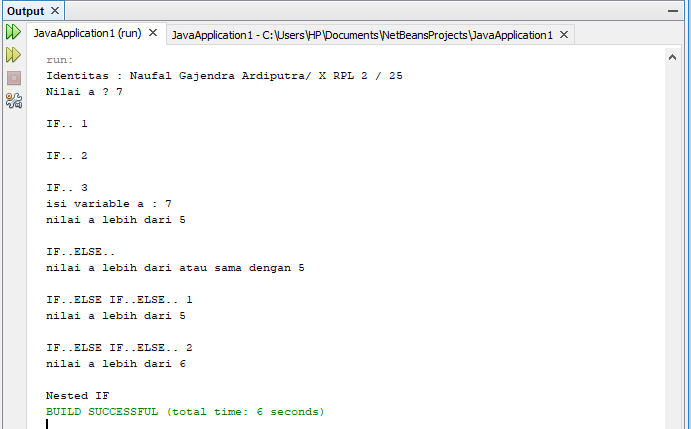 Output
JavaApplication1 (run)
JavaApplication1 - C:\Users\HP\Documents\NetBeansProjects\JavaApplication1
run:
Identitas : Naufal Gajendra Ardiputra/ X RPL 2 / 25
Nilai a ? 7
IF.. 1
IF.. 2
IF.. 3
isi variable a : 7
nilai a lebih dari 5
IF..ELSE..
nilai a lebih dari atau sama dengan 5
IF..ELSE IF..ELSE.. 1
nilai a lebih dari 5
IF..ELSE IF..ELSE.. 2
nilai a lebih dari 6
Nested IF
BUILD SUCCESSFUL (total time: 6 seconds)